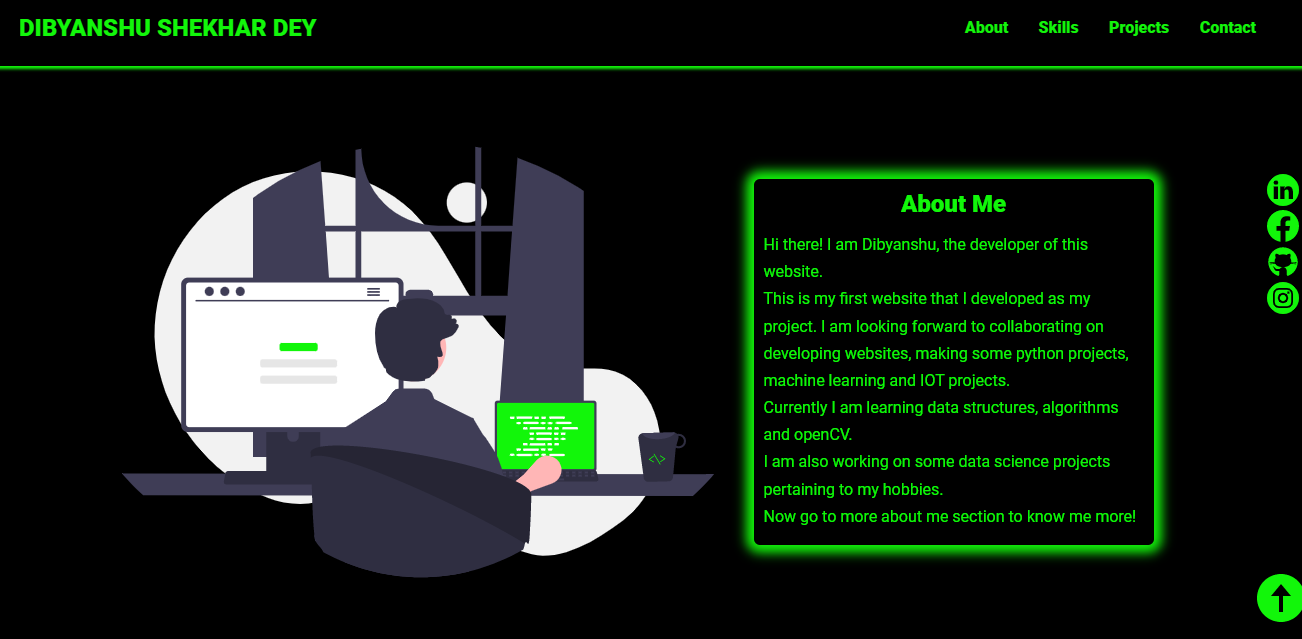 DIBYANSHU SHEKHAR DEY
About Skills Projects Contact
About Me
Hi there! I am Dibyanshu, the developer of this
website.
This is my first website that I developed as my
project. I am looking forward to collaborating on
developing websites, making some python projects,
machine learning and IOT projects.
Currently I am learning data structures, algorithms
and openCV.
I am also working on some data science projects
pertaining to my hobbies.
Now go to more about me section to know me more!
in
f